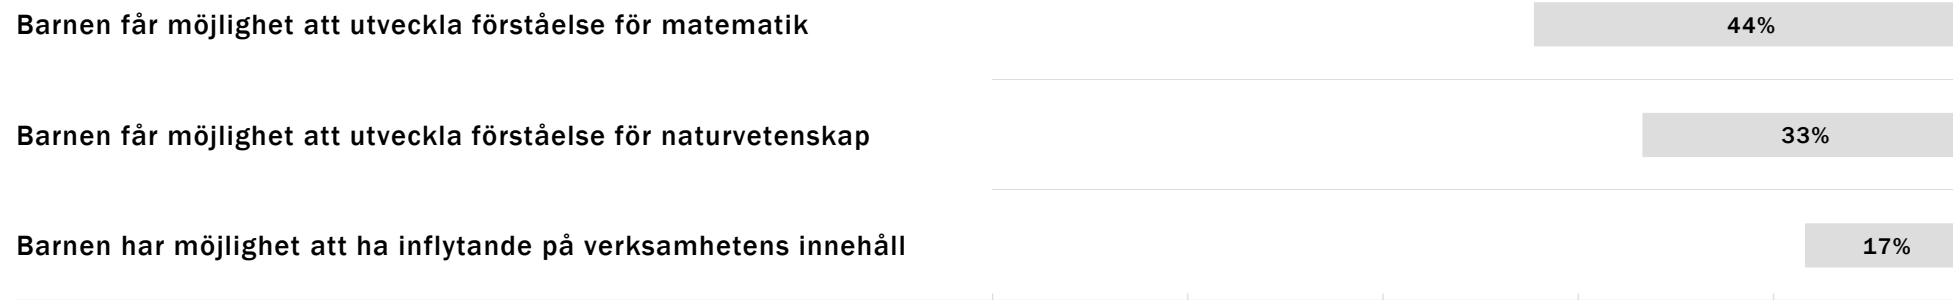 Barnen får möjlighet att utveckla förståelse för matematik 44%
Barnen får möjlighet att utveckla förståelse för naturvetenskap 33%
Barnen har möjlighet att ha inflytande på verksamhetens innehåll 17%